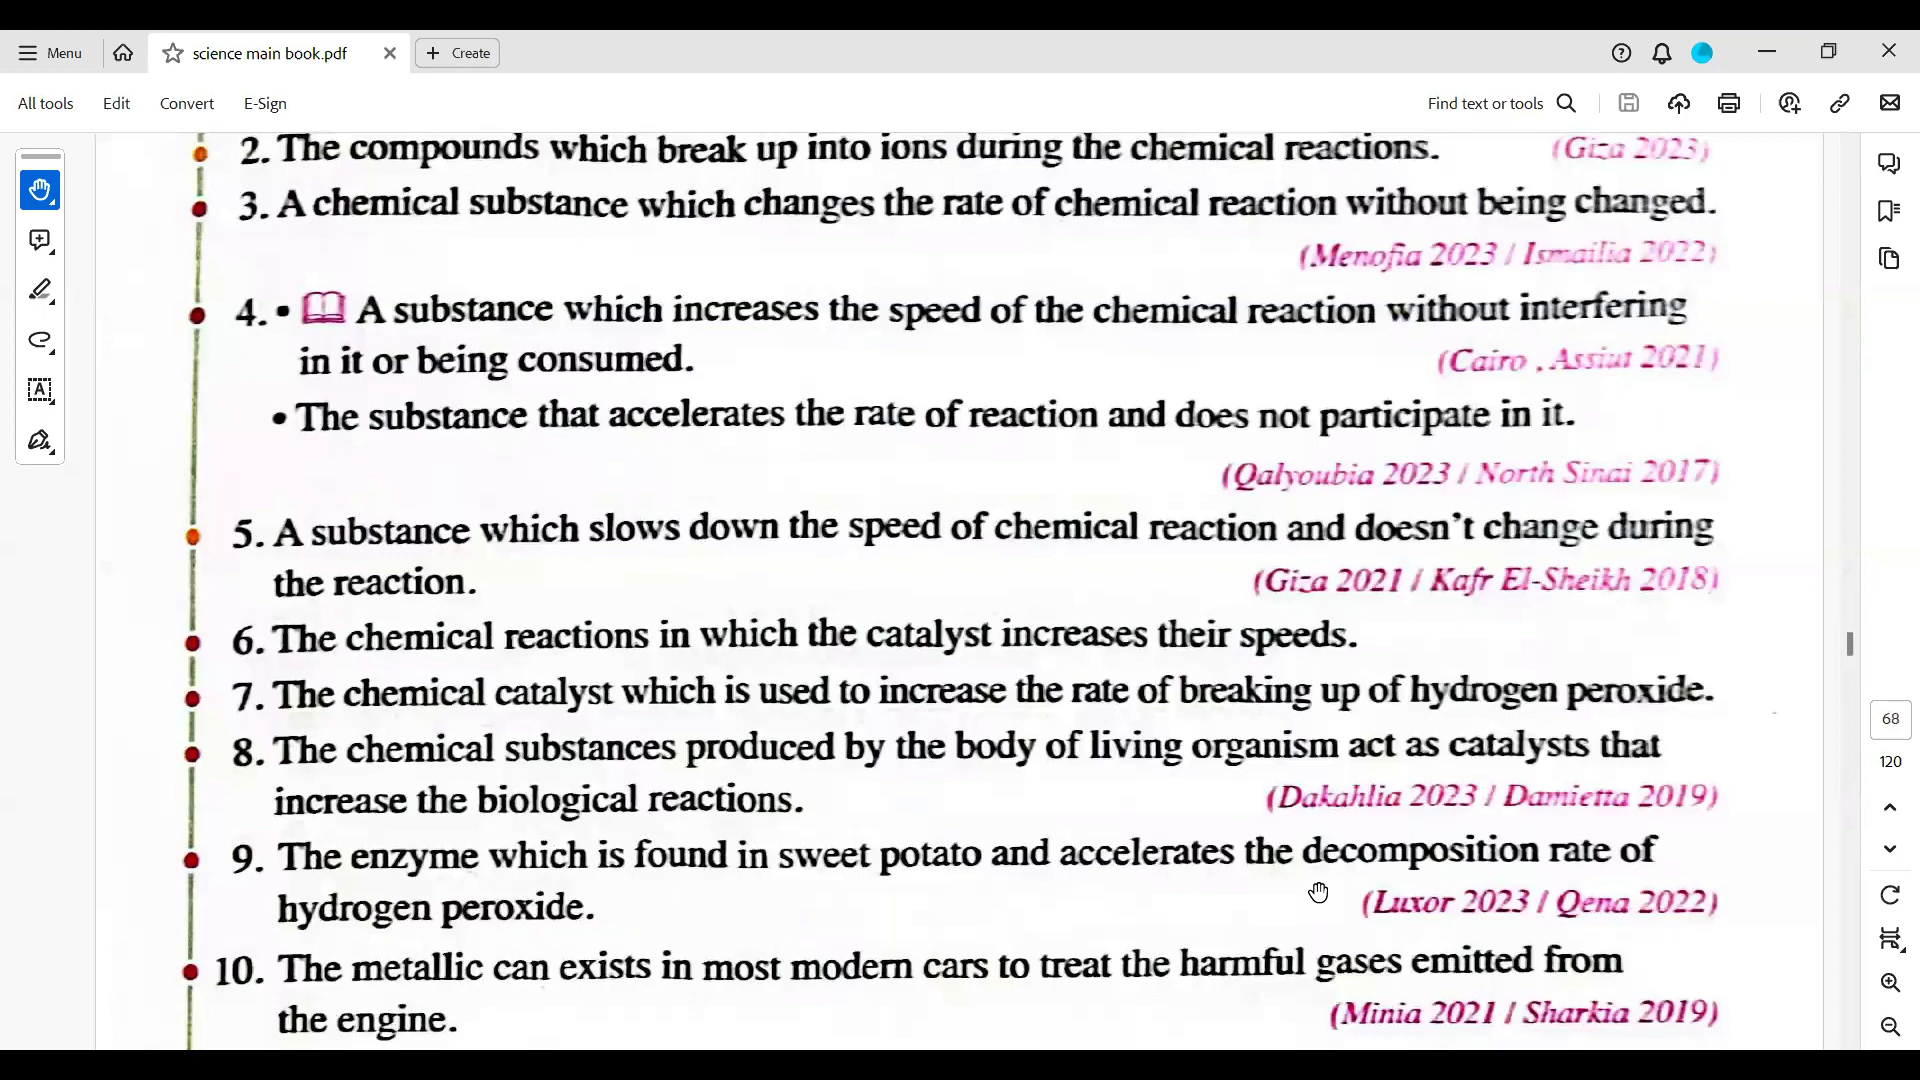 Menu
science main book.pdf
Create
All tools
Edit
Convert
E-Sign
Find text or tools
2. The compounds which break up into ions during the chemical reactions. (Giza 2023)
3. A chemical substance which changes the rate of chemical reaction without being changed.
(Menofia 2023 / Ismailia 2022)
4. • A substance which increases the speed of the chemical reaction without interfering
in it or being consumed. (Cairo , Assiut 2021)
• The substance that accelerates the rate of reaction and does not participate in it.
(Qalyoubia 2023 / North Sinai 2017)
5. A substance which slows down the speed of chemical reaction and doesn't change during
the reaction. (Giza 2021 / Kafr El-Sheikh 2018)
6. The chemical reactions in which the catalyst increases their speeds.
7. The chemical catalyst which is used to increase the rate of breaking up of hydrogen peroxide.
8. The chemical substances produced by the body of living organism act as catalysts that
increase the biological reactions. (Dakahlia 2023 / Damietta 2019)
9. The enzyme which is found in sweet potato and accelerates the decomposition rate of
hydrogen peroxide. (Luxor 2023 / Qena 2022)
10. The metallic can exists in most modern cars to treat the harmful gases emitted from
the engine. (Minia 2021 / Sharkia 2019)
68
120